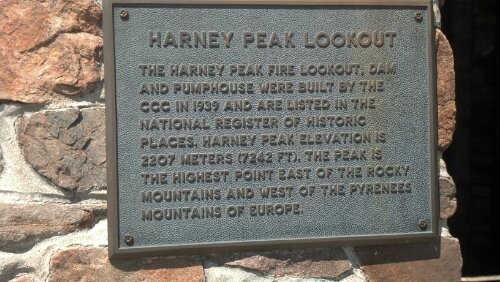 HARNEY PEAK LOOKOUT
THE HARNEY PEAK FIRE LOOKOUT, DAM
AND PUMPHOUSE WERE BUILT BY THE
CCC IN 1939 AND ARE LISTED IN THE
NATIONAL REGISTER OF HISTORIC
PLACES. HARNEY PEAK ELEVATION IS
2207 METERS (7242 FT). THE PEAK IS
THE HIGHEST POINT EAST OF THE ROCKY
MOUNTAINS AND WEST OF THE PYRENEES
MOUNTAINS OF EUROPE.